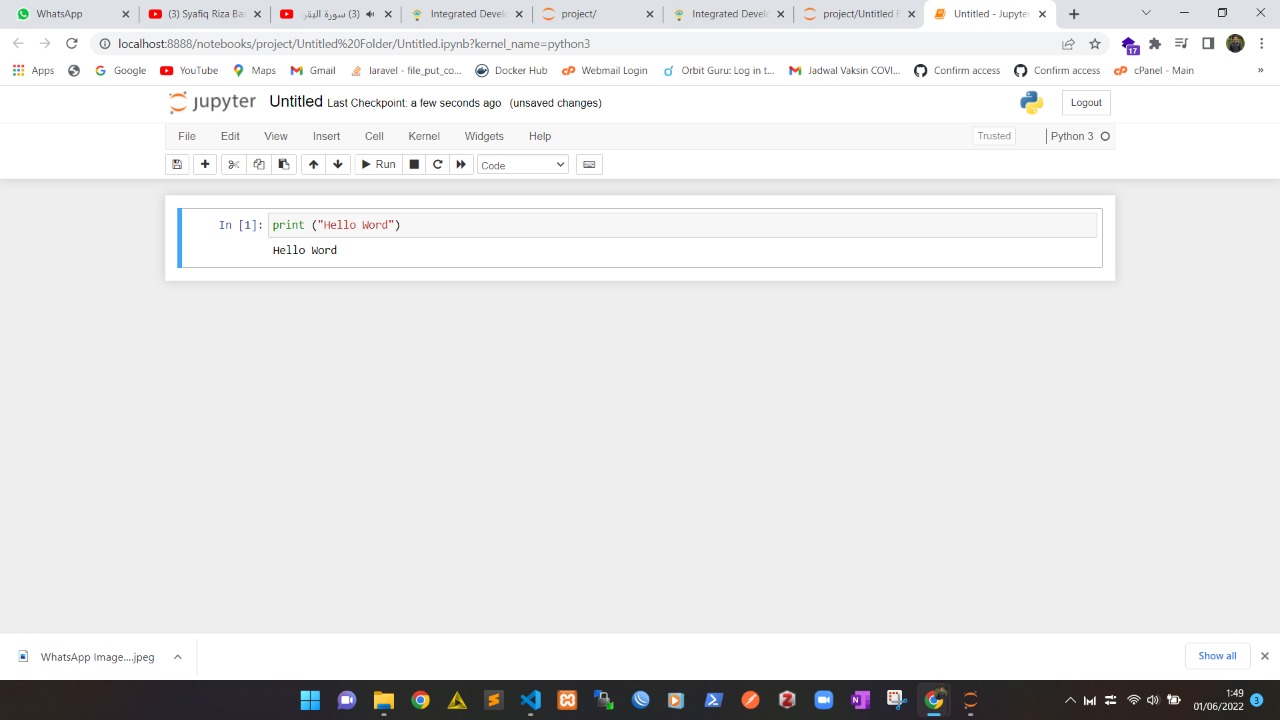 WhatsApp
(3) Syafiq Riza Ba
(3) سورة البقر
Integrated Develo
project/
Integrated Develo
project/Untitled F
Untitled - Jupyter
localhost:8888/notebooks/project/Untitled%20Folder/Untitled.ipynb?kernel_name=python3
17
Apps
Google
YouTube
Maps
Gmail
laravel - file_put_co...
Docker Hub
Webmail Login
Orbit Guru: Log in t...
Jadwal Vaksin COVI...
Confirm access
Confirm access
cPanel - Main
»
jupyter
Untitled Last Checkpoint: a few seconds ago (unsaved changes)
Logout
File Edit View Insert Cell Kernel Widgets Help
Trusted
Python 3
Run
Code
In [1]: print ("Hello Word")
Hello Word
WhatsApp Image....jpeg
Show all
1:49
01/06/2022
3